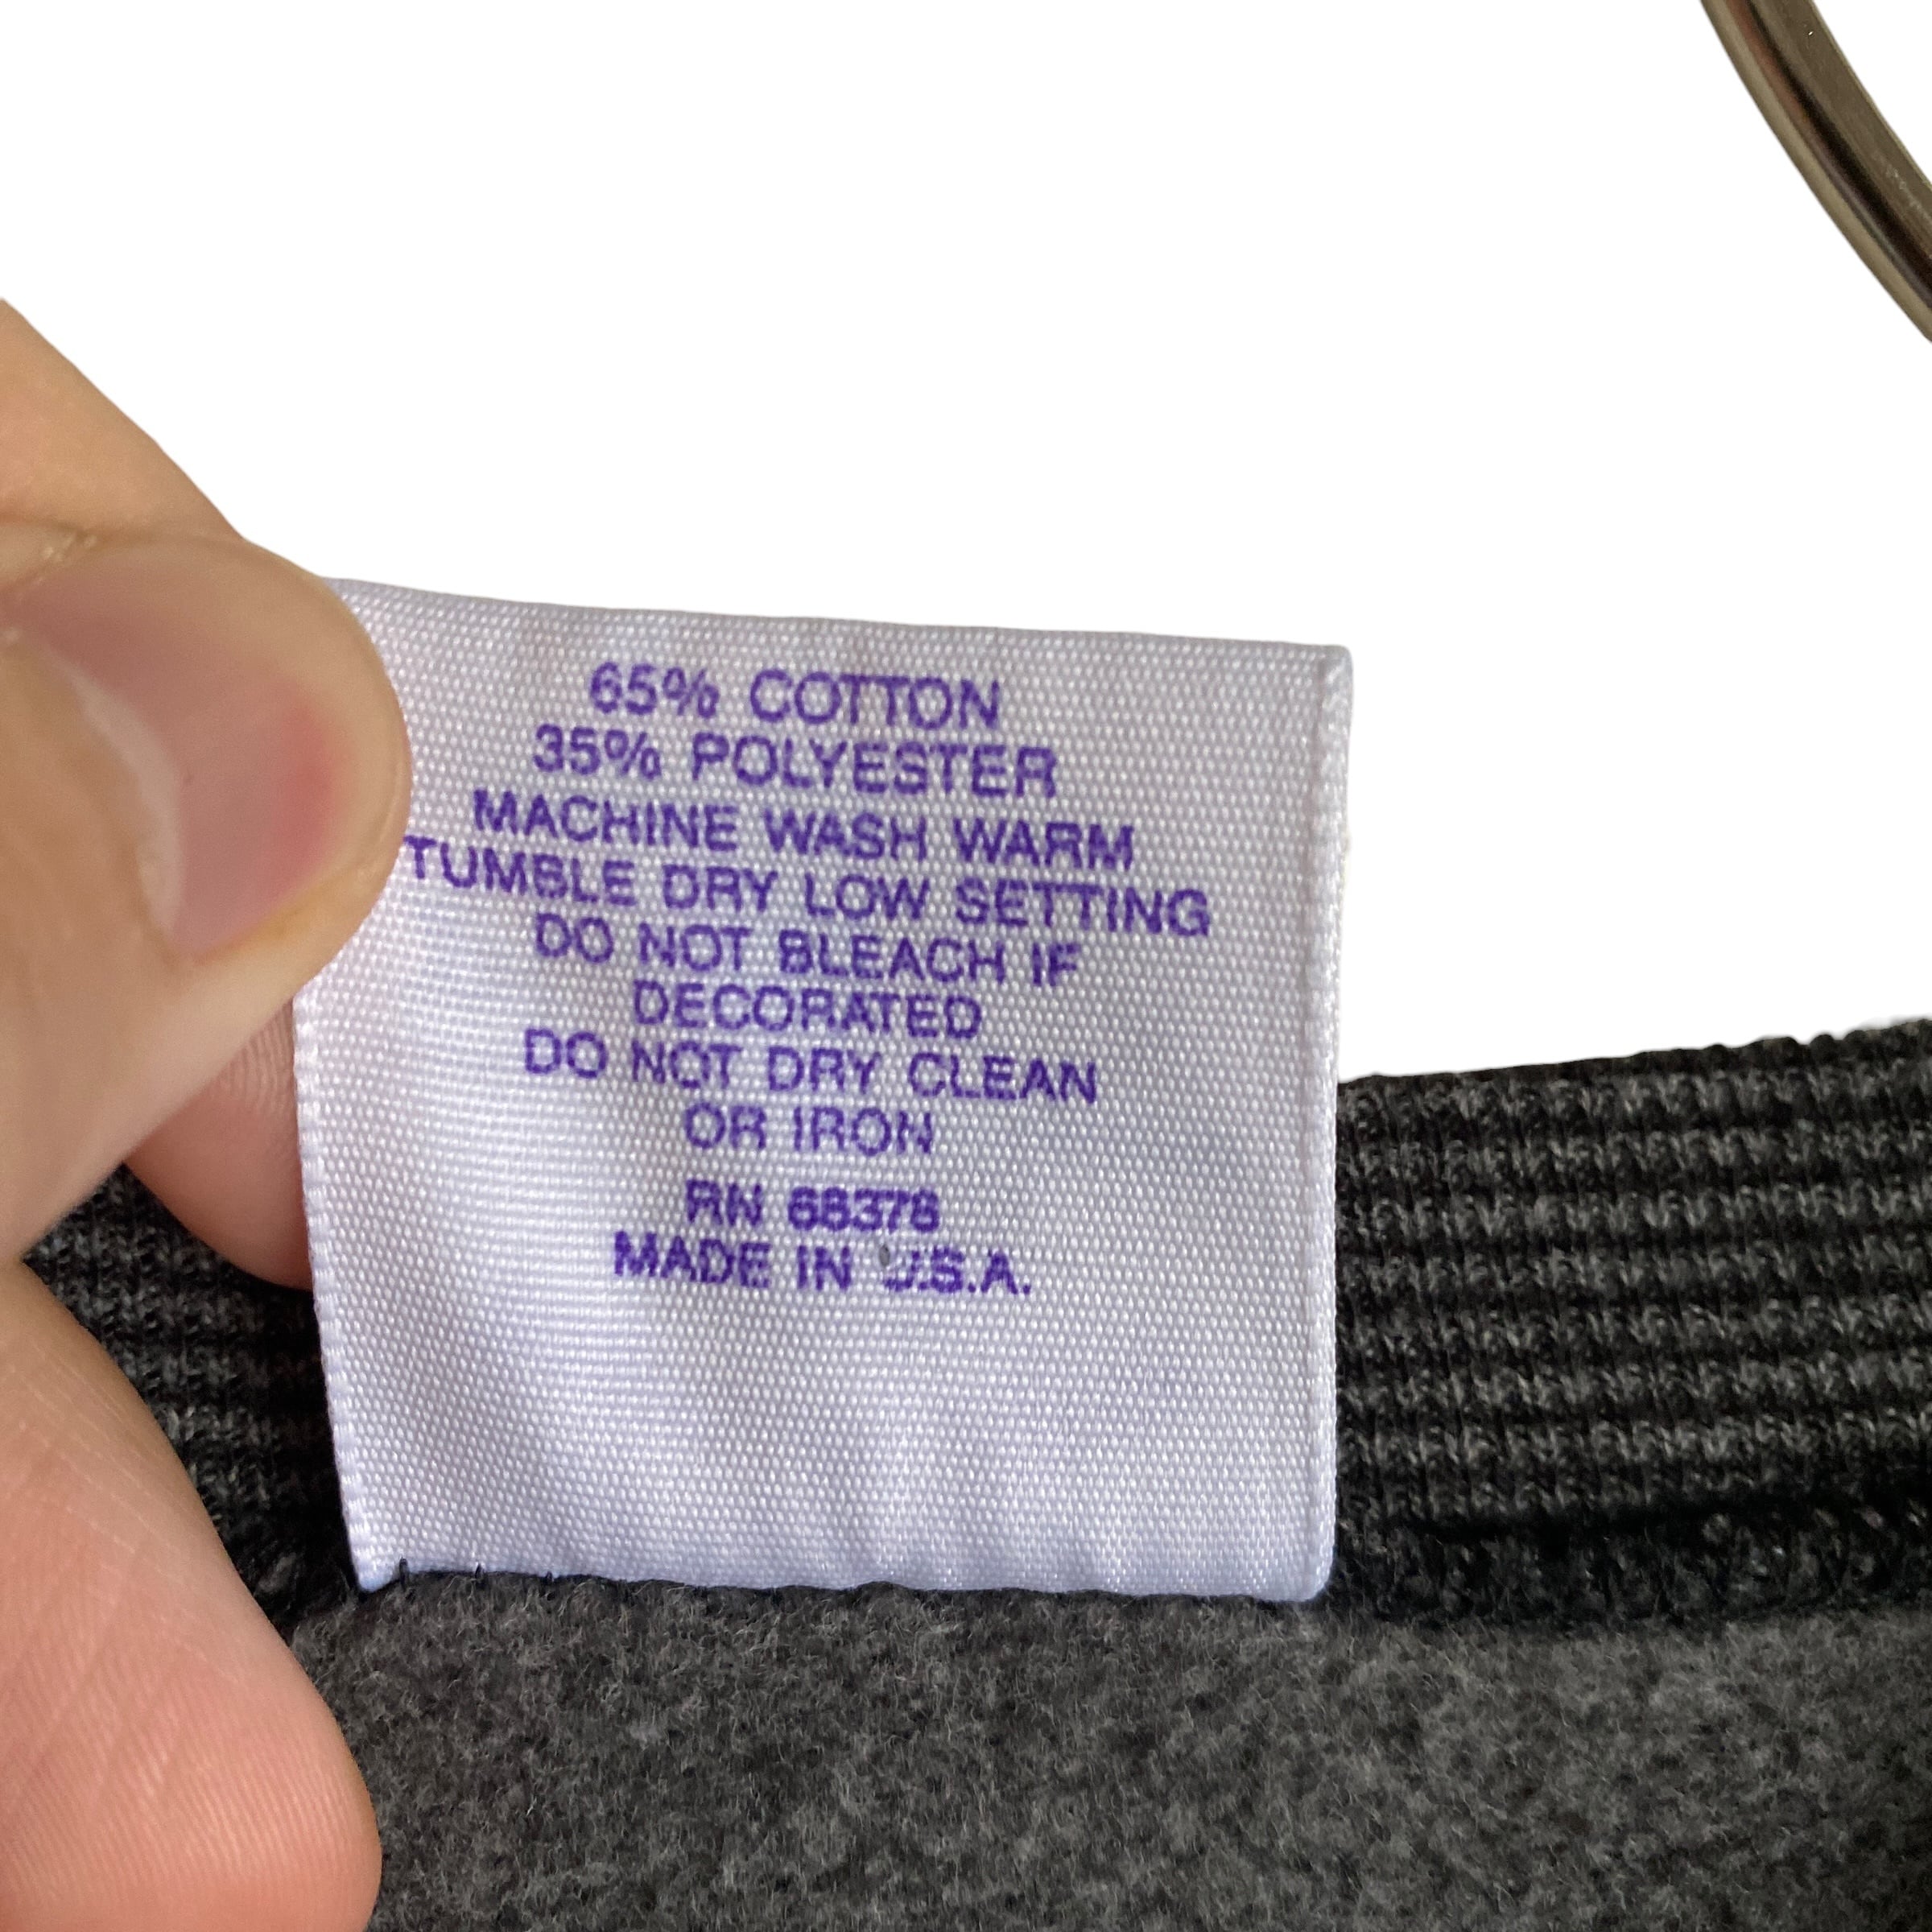 65% COTTON
35% POLYESTER
MACHINE WASH WARM
TUMBLE DRY LOW SETTING
DO NOT BLEACH IF
DECORATED
DO NOT DRY CLEAN
OR IRON
RN 68378
MADE IN U.S.A.